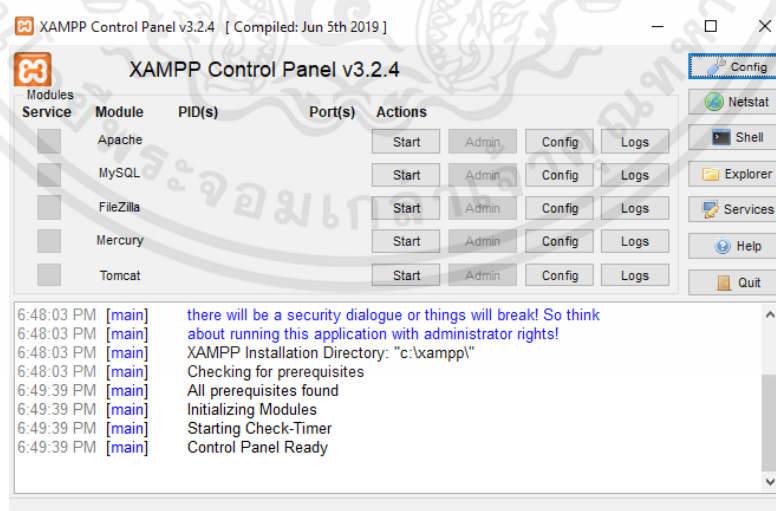 XAMPP Control Panel v3.2.4 [ Compiled: Jun 5th 2019 ]
XAMPP Control Panel v3.2.4
Config
Modules
Service Module PID(s) Port(s) Actions
Netstat
Apache Start Admin Config Logs
Shell
MySQL Start Admin Config Logs
Explorer
FileZilla Start Admin Config Logs
Services
Mercury Start Admin Config Logs
Help
Tomcat Start Admin Config Logs
Quit
6:48:03 PM [main] there will be a security dialogue or things will break! So think
6:48:03 PM [main] about running this application with administrator rights!
6:48:03 PM [main] XAMPP Installation Directory: "c:\xampp\"
6:48:03 PM [main] Checking for prerequisites
6:49:39 PM [main] All prerequisites found
6:49:39 PM [main] Initializing Modules
6:49:39 PM [main] Starting Check-Timer
6:49:39 PM [main] Control Panel Ready